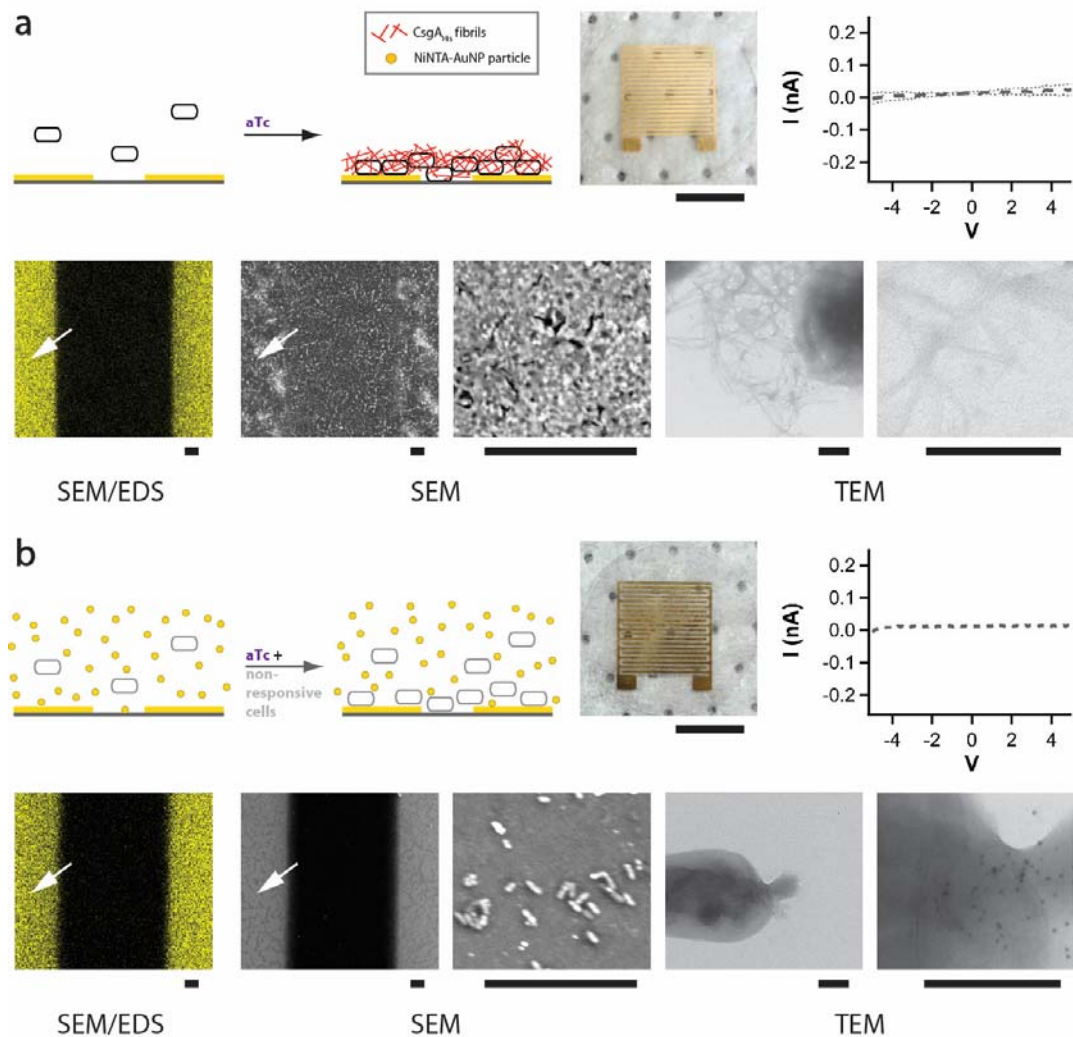 a
CsgAHis fibrils
NiNTA-AuNP particle
aTc
I (nA)
0.2
0.1
0.0
-0.1
-0.2
-4 -2 0 2 4
V
SEM/EDS SEM TEM
b
aTc +
non-
responsive
cells
I (nA)
0.2
0.1
0.0
-0.1
-0.2
-4 -2 0 2 4
V
SEM/EDS SEM TEM